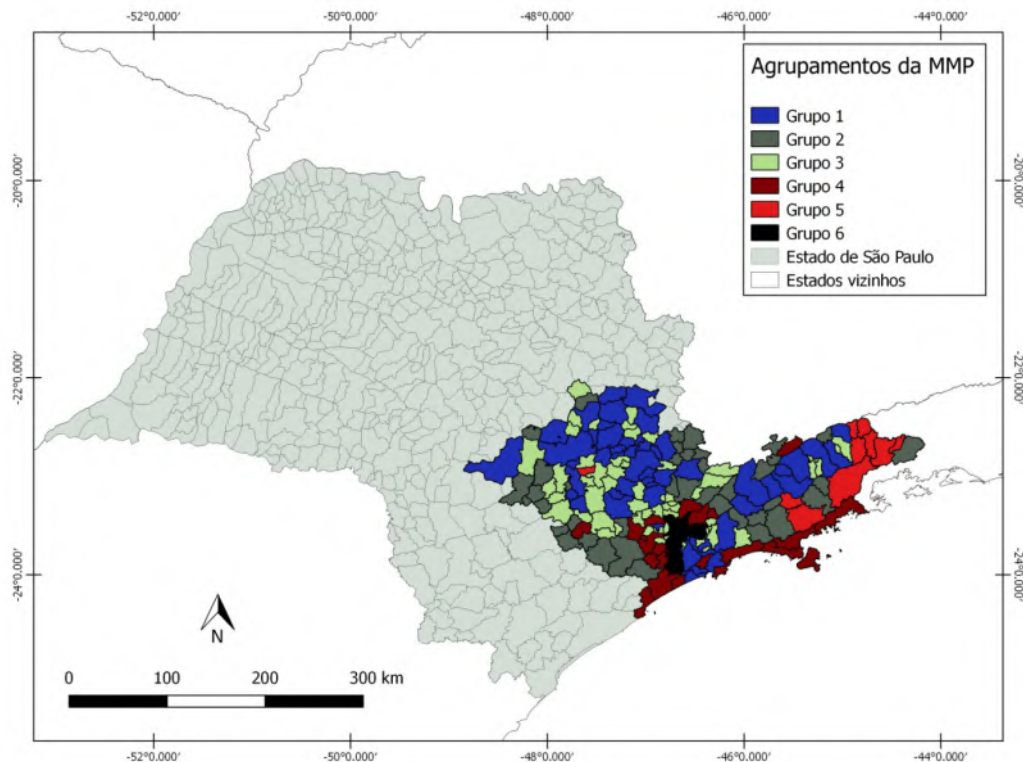 -52°0.000' -50°0.000' -48°0.000' -46°0.000' -44°0.000'
Agrupamentos da MMP
Grupo 1
Grupo 2
Grupo 3
Grupo 4
Grupo 5
Grupo 6
Estado de São Paulo
Estados vizinhos
-20°0.000' -20°0.000'
-22°0.000' -22°0.000'
-24°0.000' -24°0.000'
N
0 100 200 300 km
-52°0.000' -50°0.000' -48°0.000' -46°0.000' -44°0.000'